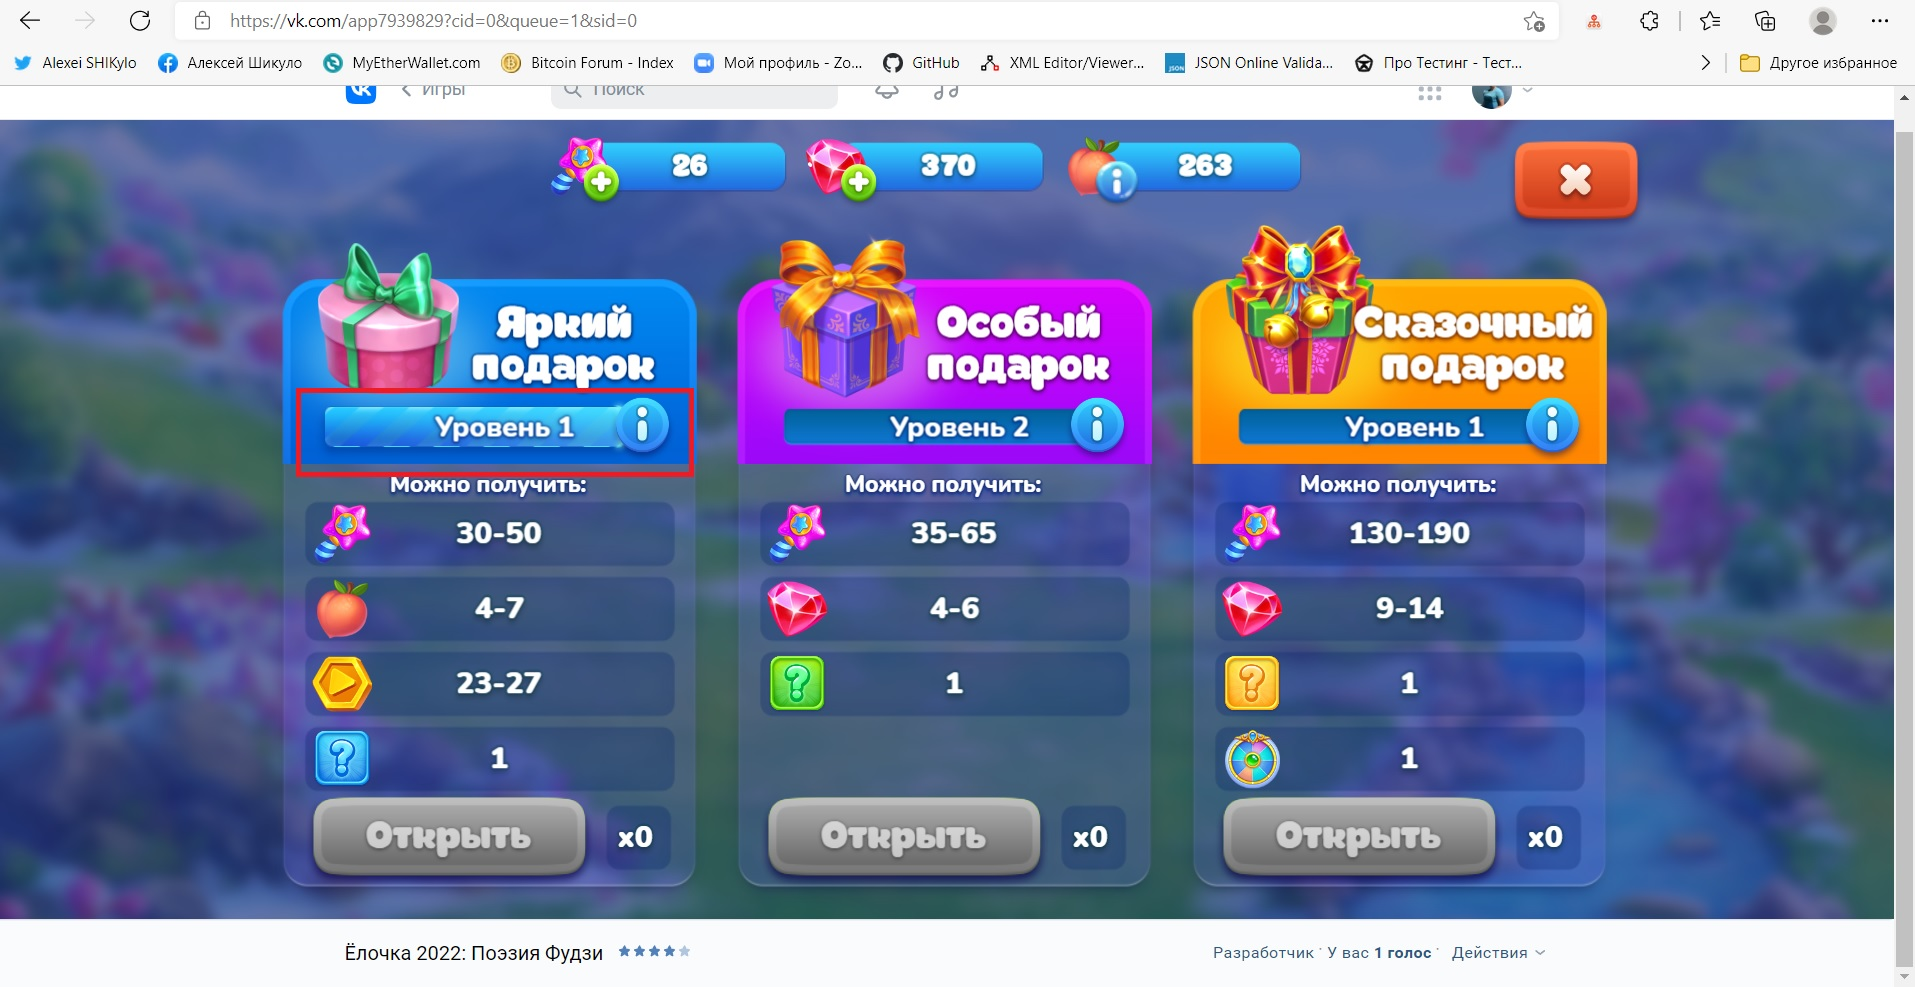 https://vk.com/app7939829?cid=0&queue=1&sid=0
Alexei SHIKylo
Алексей Шикуло
MyEtherWallet.com
Bitcoin Forum - Index
Мой профиль - Zo...
GitHub
XML Editor/Viewer...
JSON Online Valida...
Про Тестинг - Тест...
Другое избранное
Игры
Поиск
26
370
263
Яркий
подарок
Уровень 1
Можно получить:
30-50
4-7
23-27
1
Открыть
x0
Особый
подарок
Уровень 2
Можно получить:
35-65
4-6
1
Открыть
x0
Сказочный
подарок
Уровень 1
Можно получить:
130-190
9-14
1
1
Открыть
x0
Ёлочка 2022: Поэзия Фудзи
Разработчик · У вас 1 голос · Действия